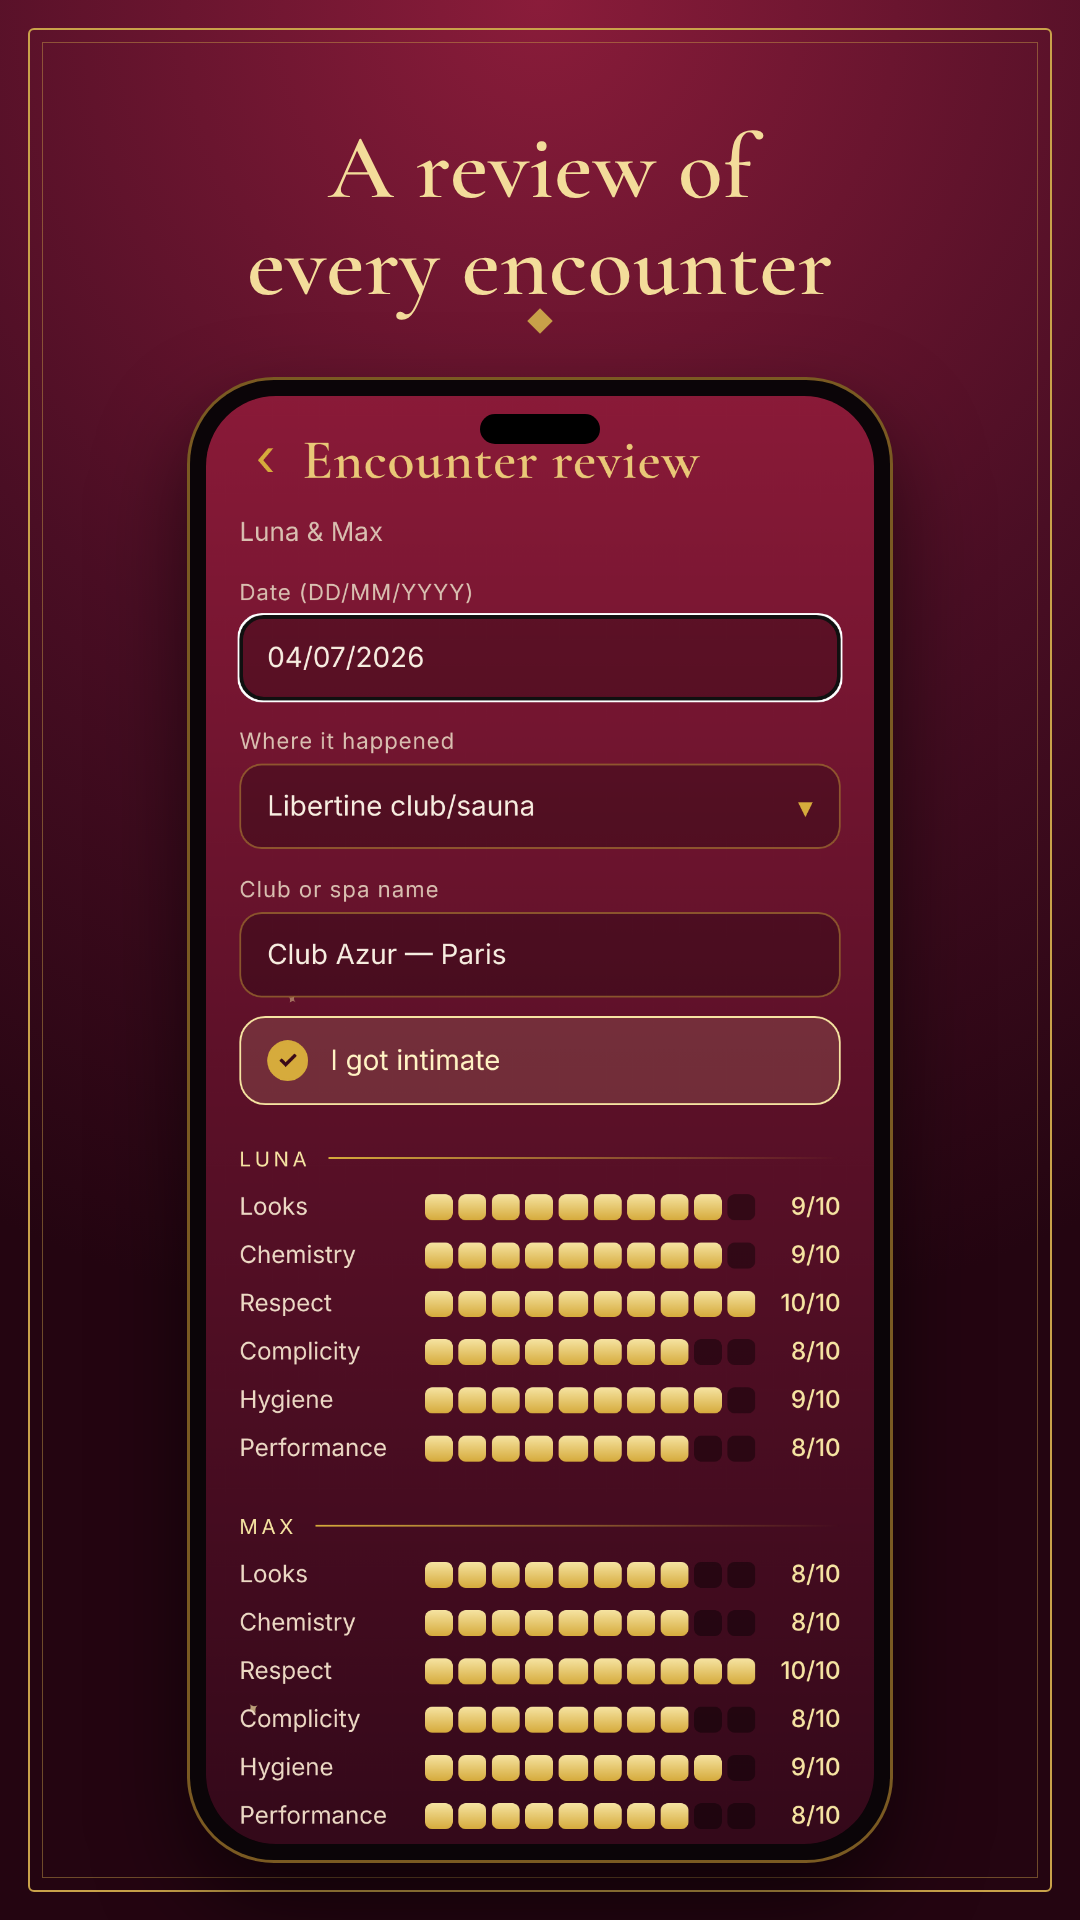 A review of
every encounter
Encounter review
Luna & Max
Date (DD/MM/YYYY)
04/07/2026
Where it happened
Libertine club/sauna
Club or spa name
Club Azur — Paris
I got intimate
LUNA
Looks 9/10
Chemistry 9/10
Respect 10/10
Complicity 8/10
Hygiene 9/10
Performance 8/10
MAX
Looks 8/10
Chemistry 8/10
Respect 10/10
Complicity 8/10
Hygiene 9/10
Performance 8/10